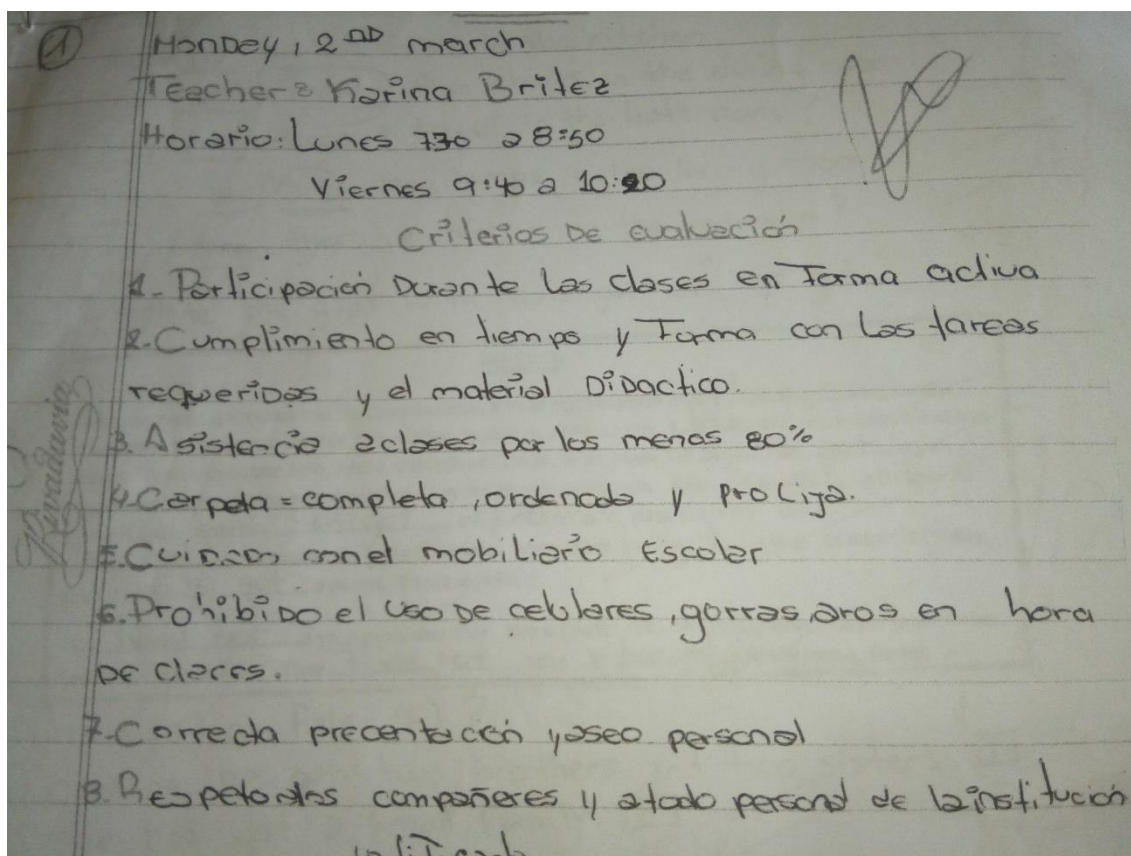 1
Monday, 2ND march
Teacher: Karina Britez
Horario: Lunes 730 a 8:50
Viernes 9:40 a 10:20
Criterios De evaluación
1- Participación Durante las clases en Forma activa
2. Cumplimiento en tiempo y Forma con las tareas
requeridas y el material Didactico.
3. Asistencia a clases por los menos 80%
4. Carpeta = completa, ordenada y prolija.
5. Cuidado con el mobiliario Escolar
6. Prohibido el uso De celulares, gorras, aros en hora
De clases.
7. Correcta precentación y aseo personal
8. Respeto a los compañeros y a todo personal de la institución
Rivadavia